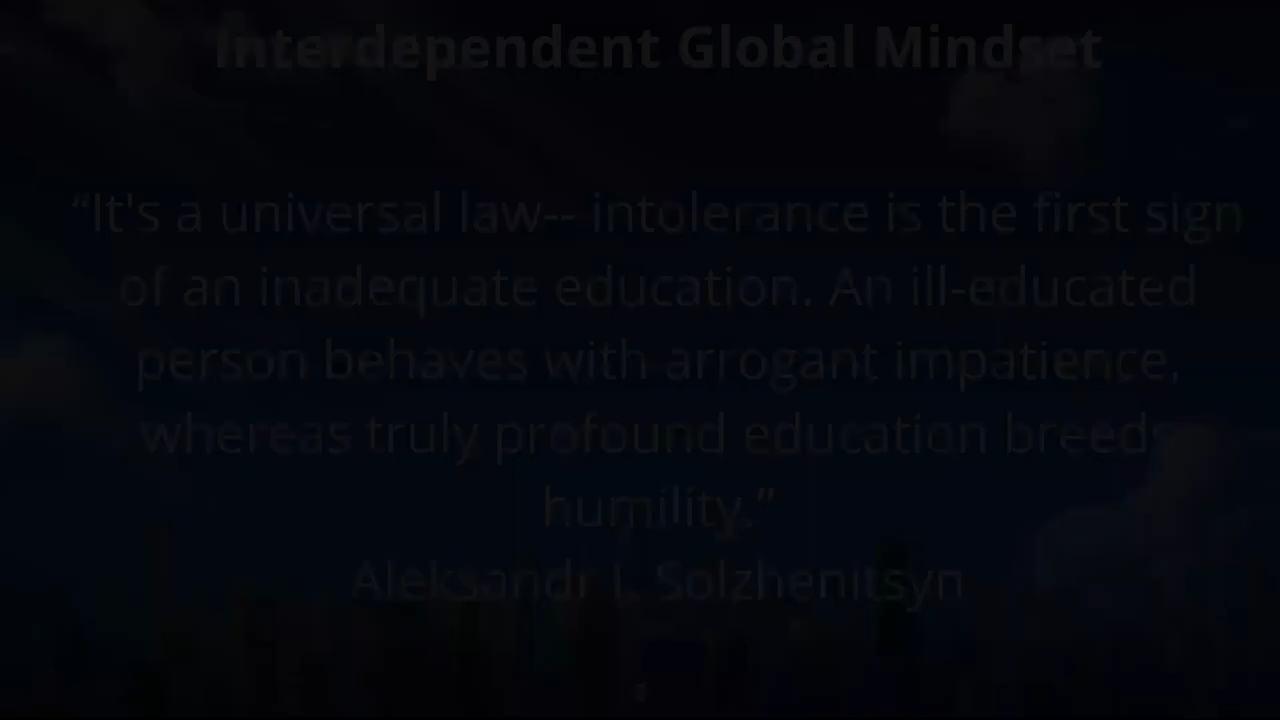 Interdependent Global Mindset
“It's a universal law-- intolerance is the first sign
of an inadequate education. An ill-educated
person behaves with arrogant impatience,
whereas truly profound education breeds
humility.”
Aleksandr I. Solzhenitsyn